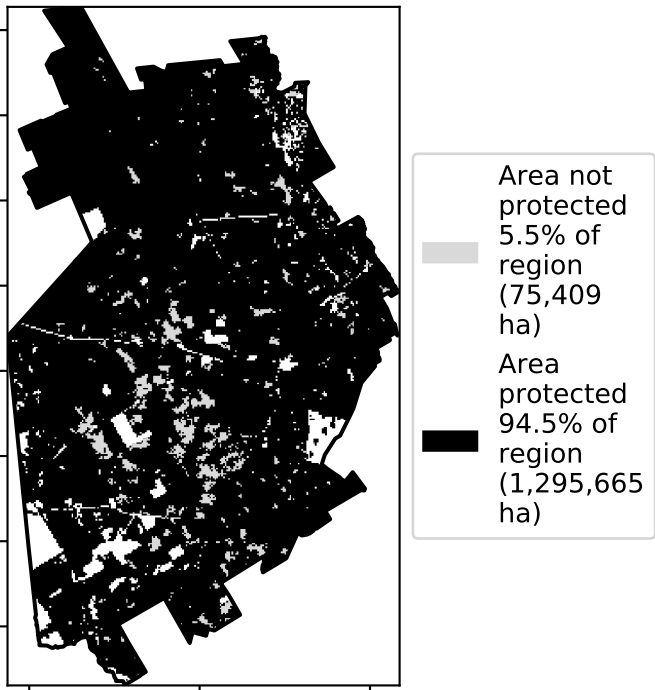 Area not
protected
5.5% of
region
(75,409
ha)
Area
protected
94.5% of
region
(1,295,665
ha)